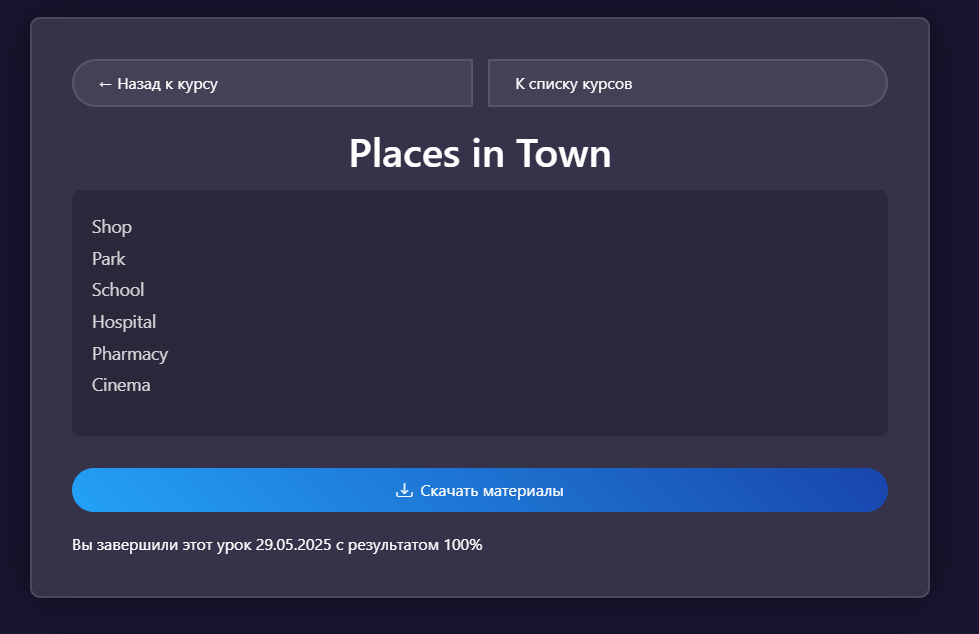 ← Назад к курсу
К списку курсов
Places in Town
Shop
Park
School
Hospital
Pharmacy
Cinema
Скачать материалы
Вы завершили этот урок 29.05.2025 с результатом 100%